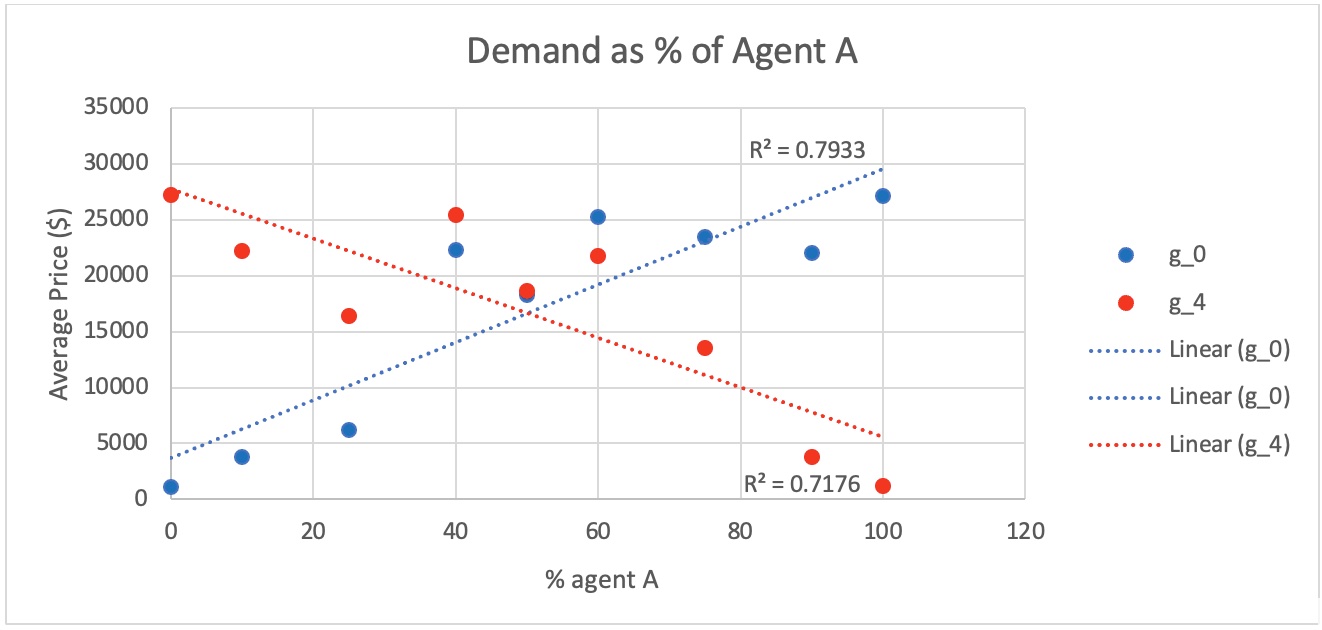 Demand as % of Agent A
Average Price ($)
35000
30000
25000
20000
15000
10000
5000
0
0 20 40 60 80 100 120
% agent A
R² = 0.7933
R² = 0.7176
g_0
g_4
Linear (g_0)
Linear (g_0)
Linear (g_4)